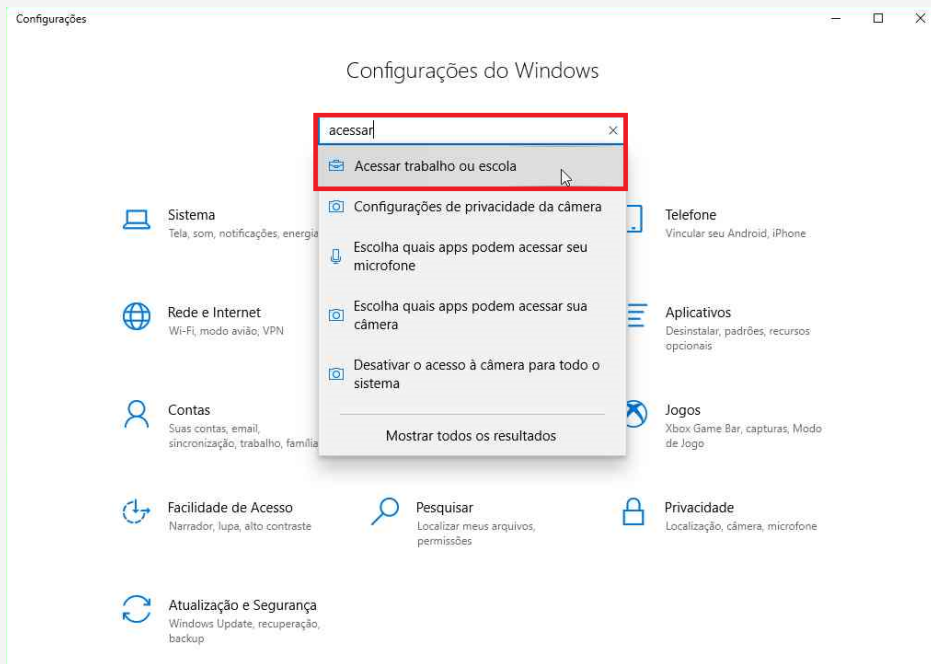 Configurações
Configurações do Windows
acessar
Acessar trabalho ou escola
Configurações de privacidade da câmera
Escolha quais apps podem acessar seu
microfone
Escolha quais apps podem acessar sua
câmera
Desativar o acesso à câmera para todo o
sistema
Mostrar todos os resultados
Sistema
Tela, som, notificações, energia
Telefone
Vincular seu Android, iPhone
Rede e Internet
Wi-Fi, modo avião, VPN
Aplicativos
Desinstalar, padrões, recursos
opcionais
Contas
Suas contas, email,
sincronização, trabalho, família
Jogos
Xbox Game Bar, capturas, Modo
de Jogo
Facilidade de Acesso
Narrador, lupa, alto contraste
Pesquisar
Localizar meus arquivos,
permissões
Privacidade
Localização, câmera, microfone
Atualização e Segurança
Windows Update, recuperação,
backup